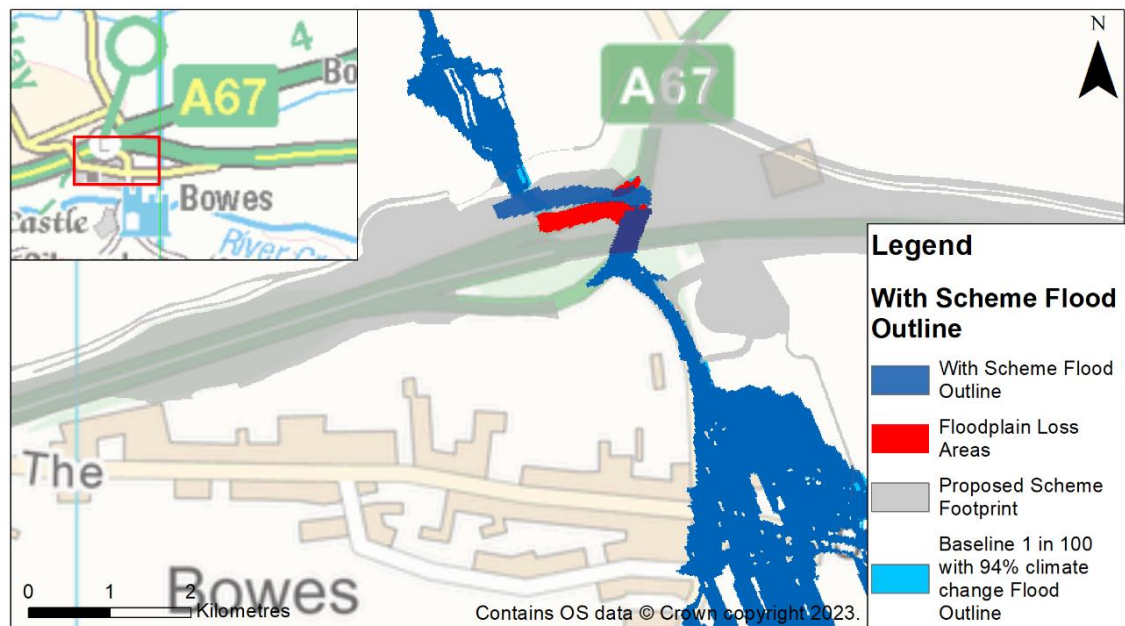 4
Bo
A67
Bowes
Castle
River Cr
A67
N
The
Bowes
0 1 2
Kilometres
Contains OS data © Crown copyright 2023.
Legend
With Scheme Flood
Outline
With Scheme Flood
Outline
Floodplain Loss
Areas
Proposed Scheme
Footprint
Baseline 1 in 100
with 94% climate
change Flood
Outline